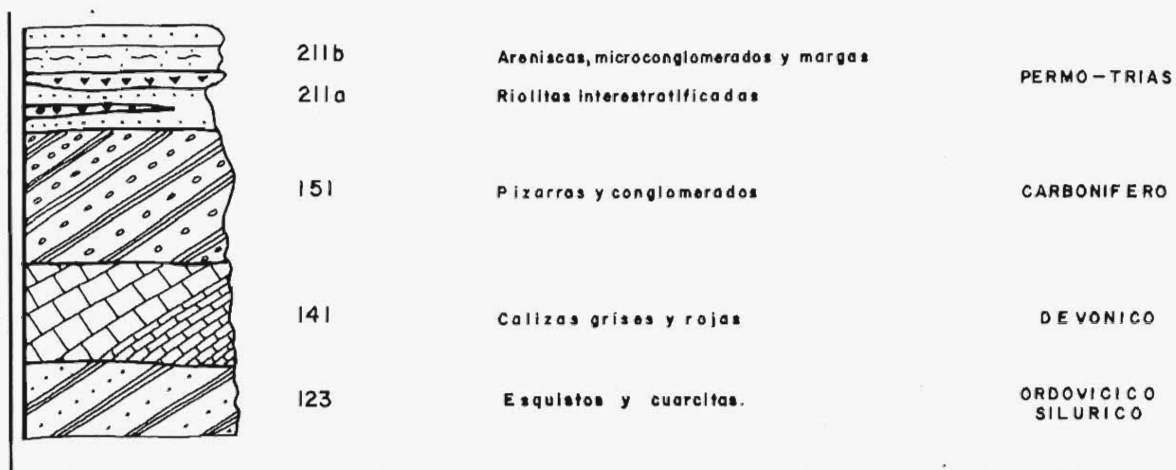 211b Areniscas, microconglomerados y margas
PERMO-TRIAS
211a Riolitas interestratificadas
151 Pizarras y conglomerados CARBONIFERO
141 Calizas grises y rojas DEVONICO
123 Esquistos y cuarcitas. ORDOVICICO
SILURICO